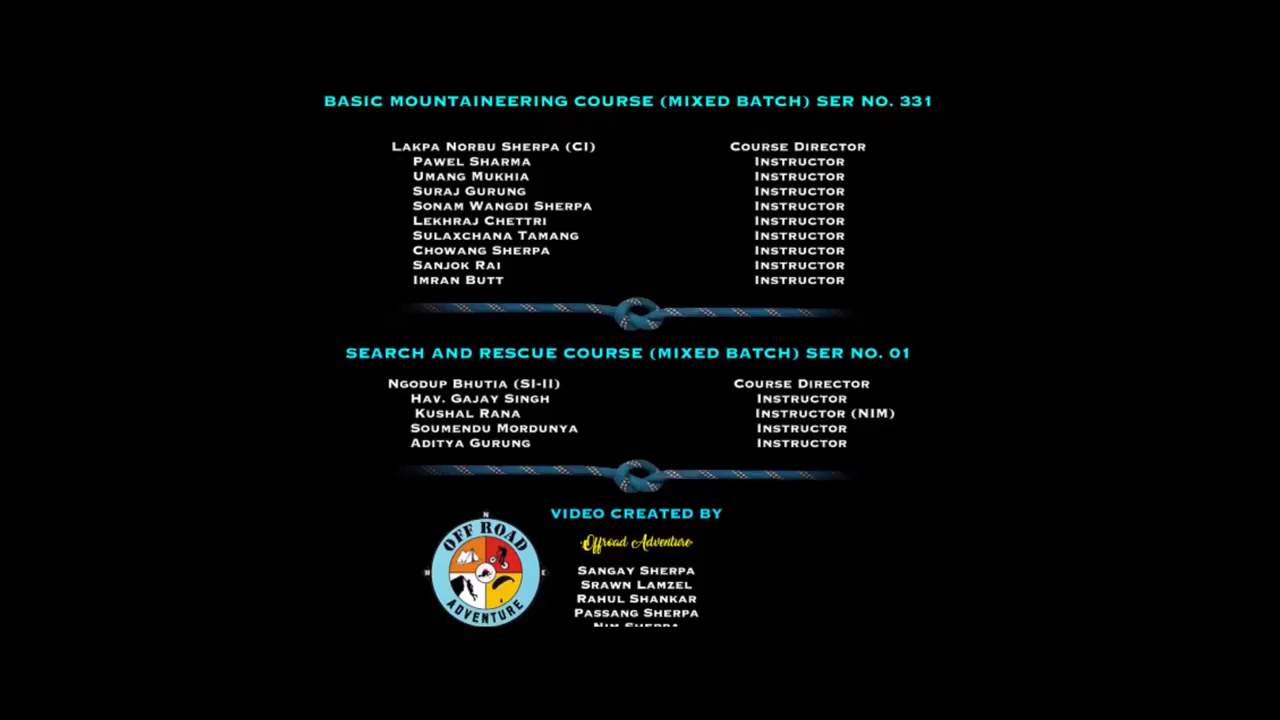 BASIC MOUNTAINEERING COURSE (MIXED BATCH) SER NO. 331
LAKPA NORBU SHERPA (CI) COURSE DIRECTOR
PAWEL SHARMA INSTRUCTOR
UMANG MUKHIA INSTRUCTOR
SURAJ GURUNG INSTRUCTOR
SONAM WANGDI SHERPA INSTRUCTOR
LEKHRAJ CHETTRI INSTRUCTOR
SULAXCHANA TAMANG INSTRUCTOR
CHOWANG SHERPA INSTRUCTOR
SANJOK RAI INSTRUCTOR
IMRAN BUTT INSTRUCTOR
SEARCH AND RESCUE COURSE (MIXED BATCH) SER NO. 01
NGODUP BHUTIA (SI-II) COURSE DIRECTOR
HAV. GAJAY SINGH INSTRUCTOR
KUSHAL RANA INSTRUCTOR (NIM)
SOUMENDU MORDUNYA INSTRUCTOR
ADITYA GURUNG INSTRUCTOR
VIDEO CREATED BY
Offroad Adventure
N
OFF ROAD
W E
ADVENTURE
SANGAY SHERPA
SRAWN LAMZEL
RAHUL SHANKAR
PASSANG SHERPA
NIM SHERPA